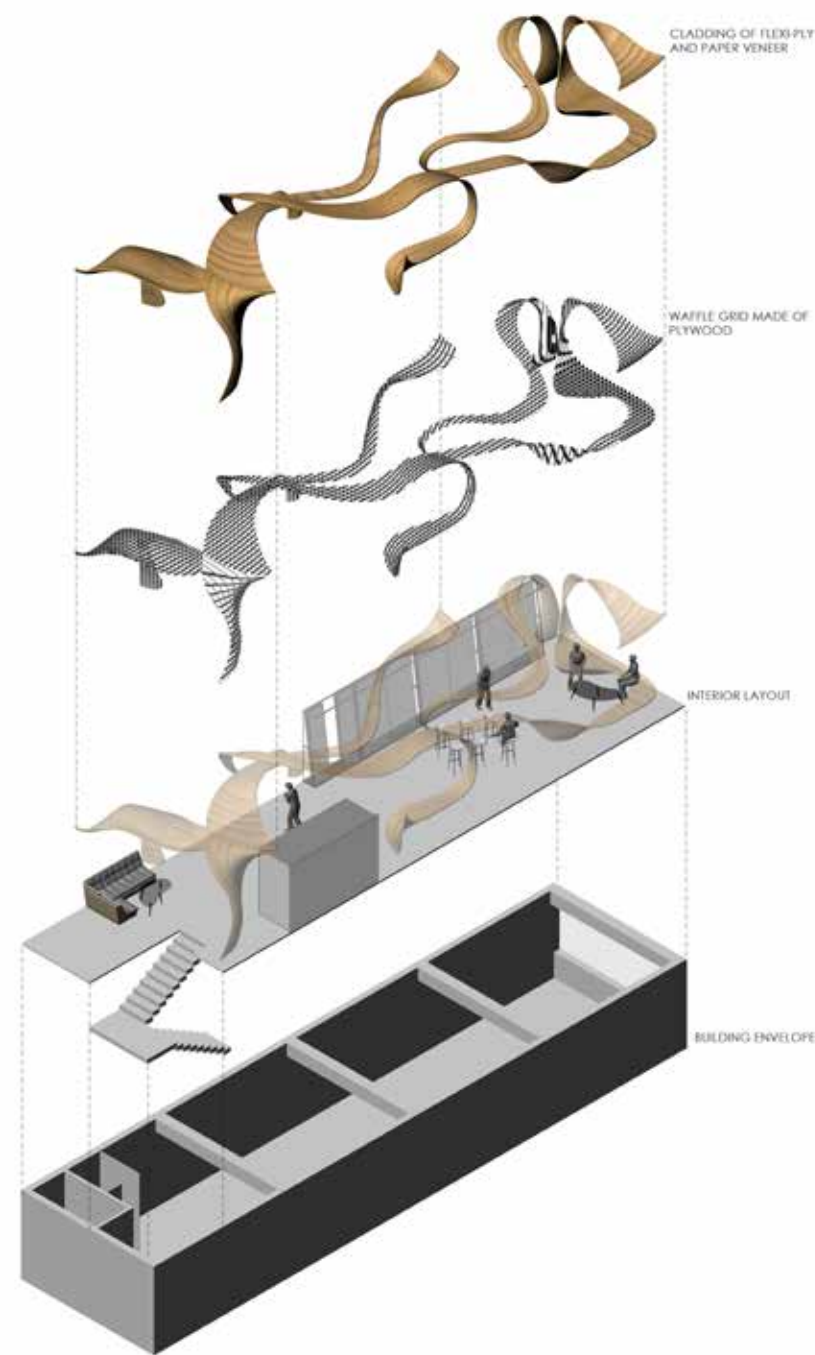 CLADDING OF FLEXI-PLY
AND PAPER VENEER
WAFFLE GRID MADE OF
PLYWOOD
INTERIOR LAYOUT
BUILDING ENVELOPE